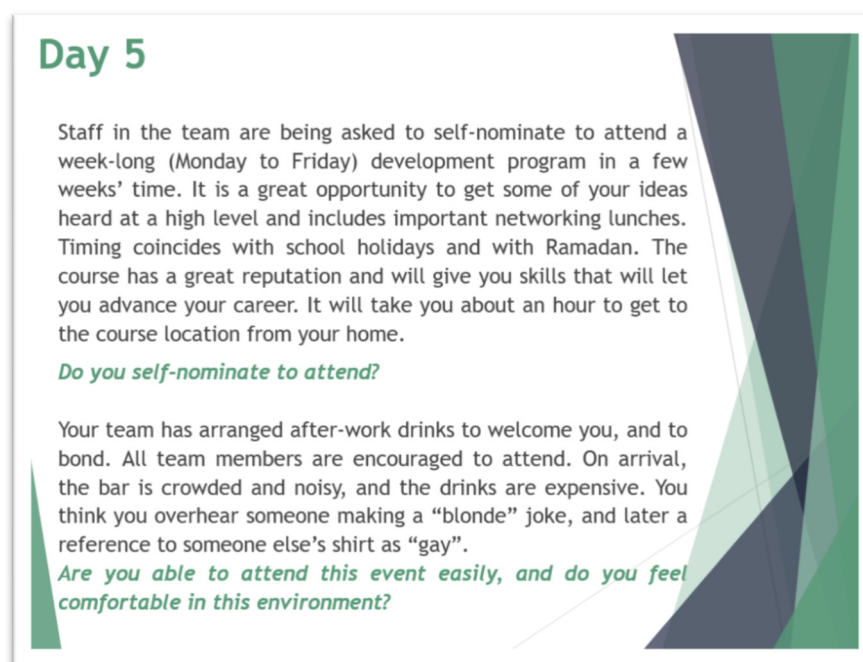 Day 5
Staff in the team are being asked to self-nominate to attend a
week-long (Monday to Friday) development program in a few
weeks’ time. It is a great opportunity to get some of your ideas
heard at a high level and includes important networking lunches.
Timing coincides with school holidays and with Ramadan. The
course has a great reputation and will give you skills that will let
you advance your career. It will take you about an hour to get to
the course location from your home.
Do you self-nominate to attend?
Your team has arranged after-work drinks to welcome you, and to
bond. All team members are encouraged to attend. On arrival,
the bar is crowded and noisy, and the drinks are expensive. You
think you overhear someone making a “blonde” joke, and later a
reference to someone else’s shirt as “gay”.
Are you able to attend this event easily, and do you feel
comfortable in this environment?